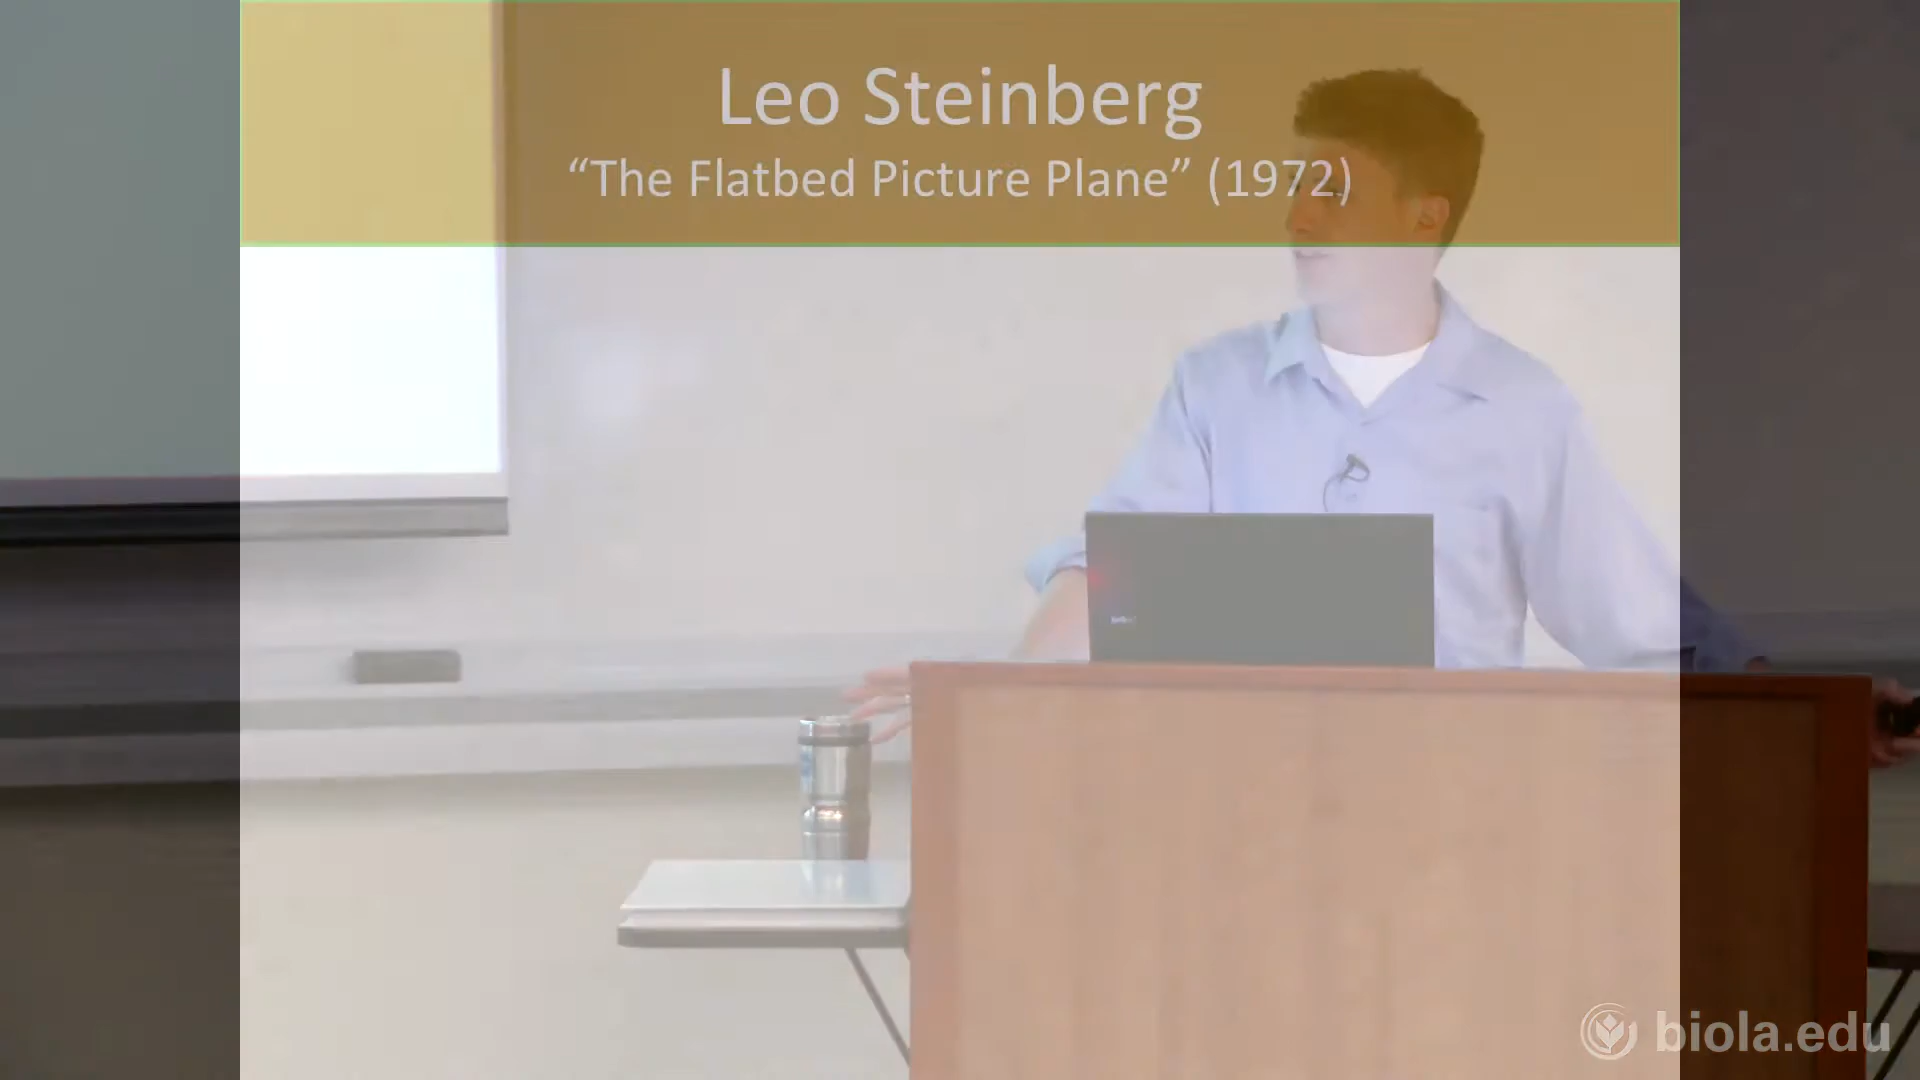 Leo Steinberg
“The Flatbed Picture Plane” (1972)
biola.edu